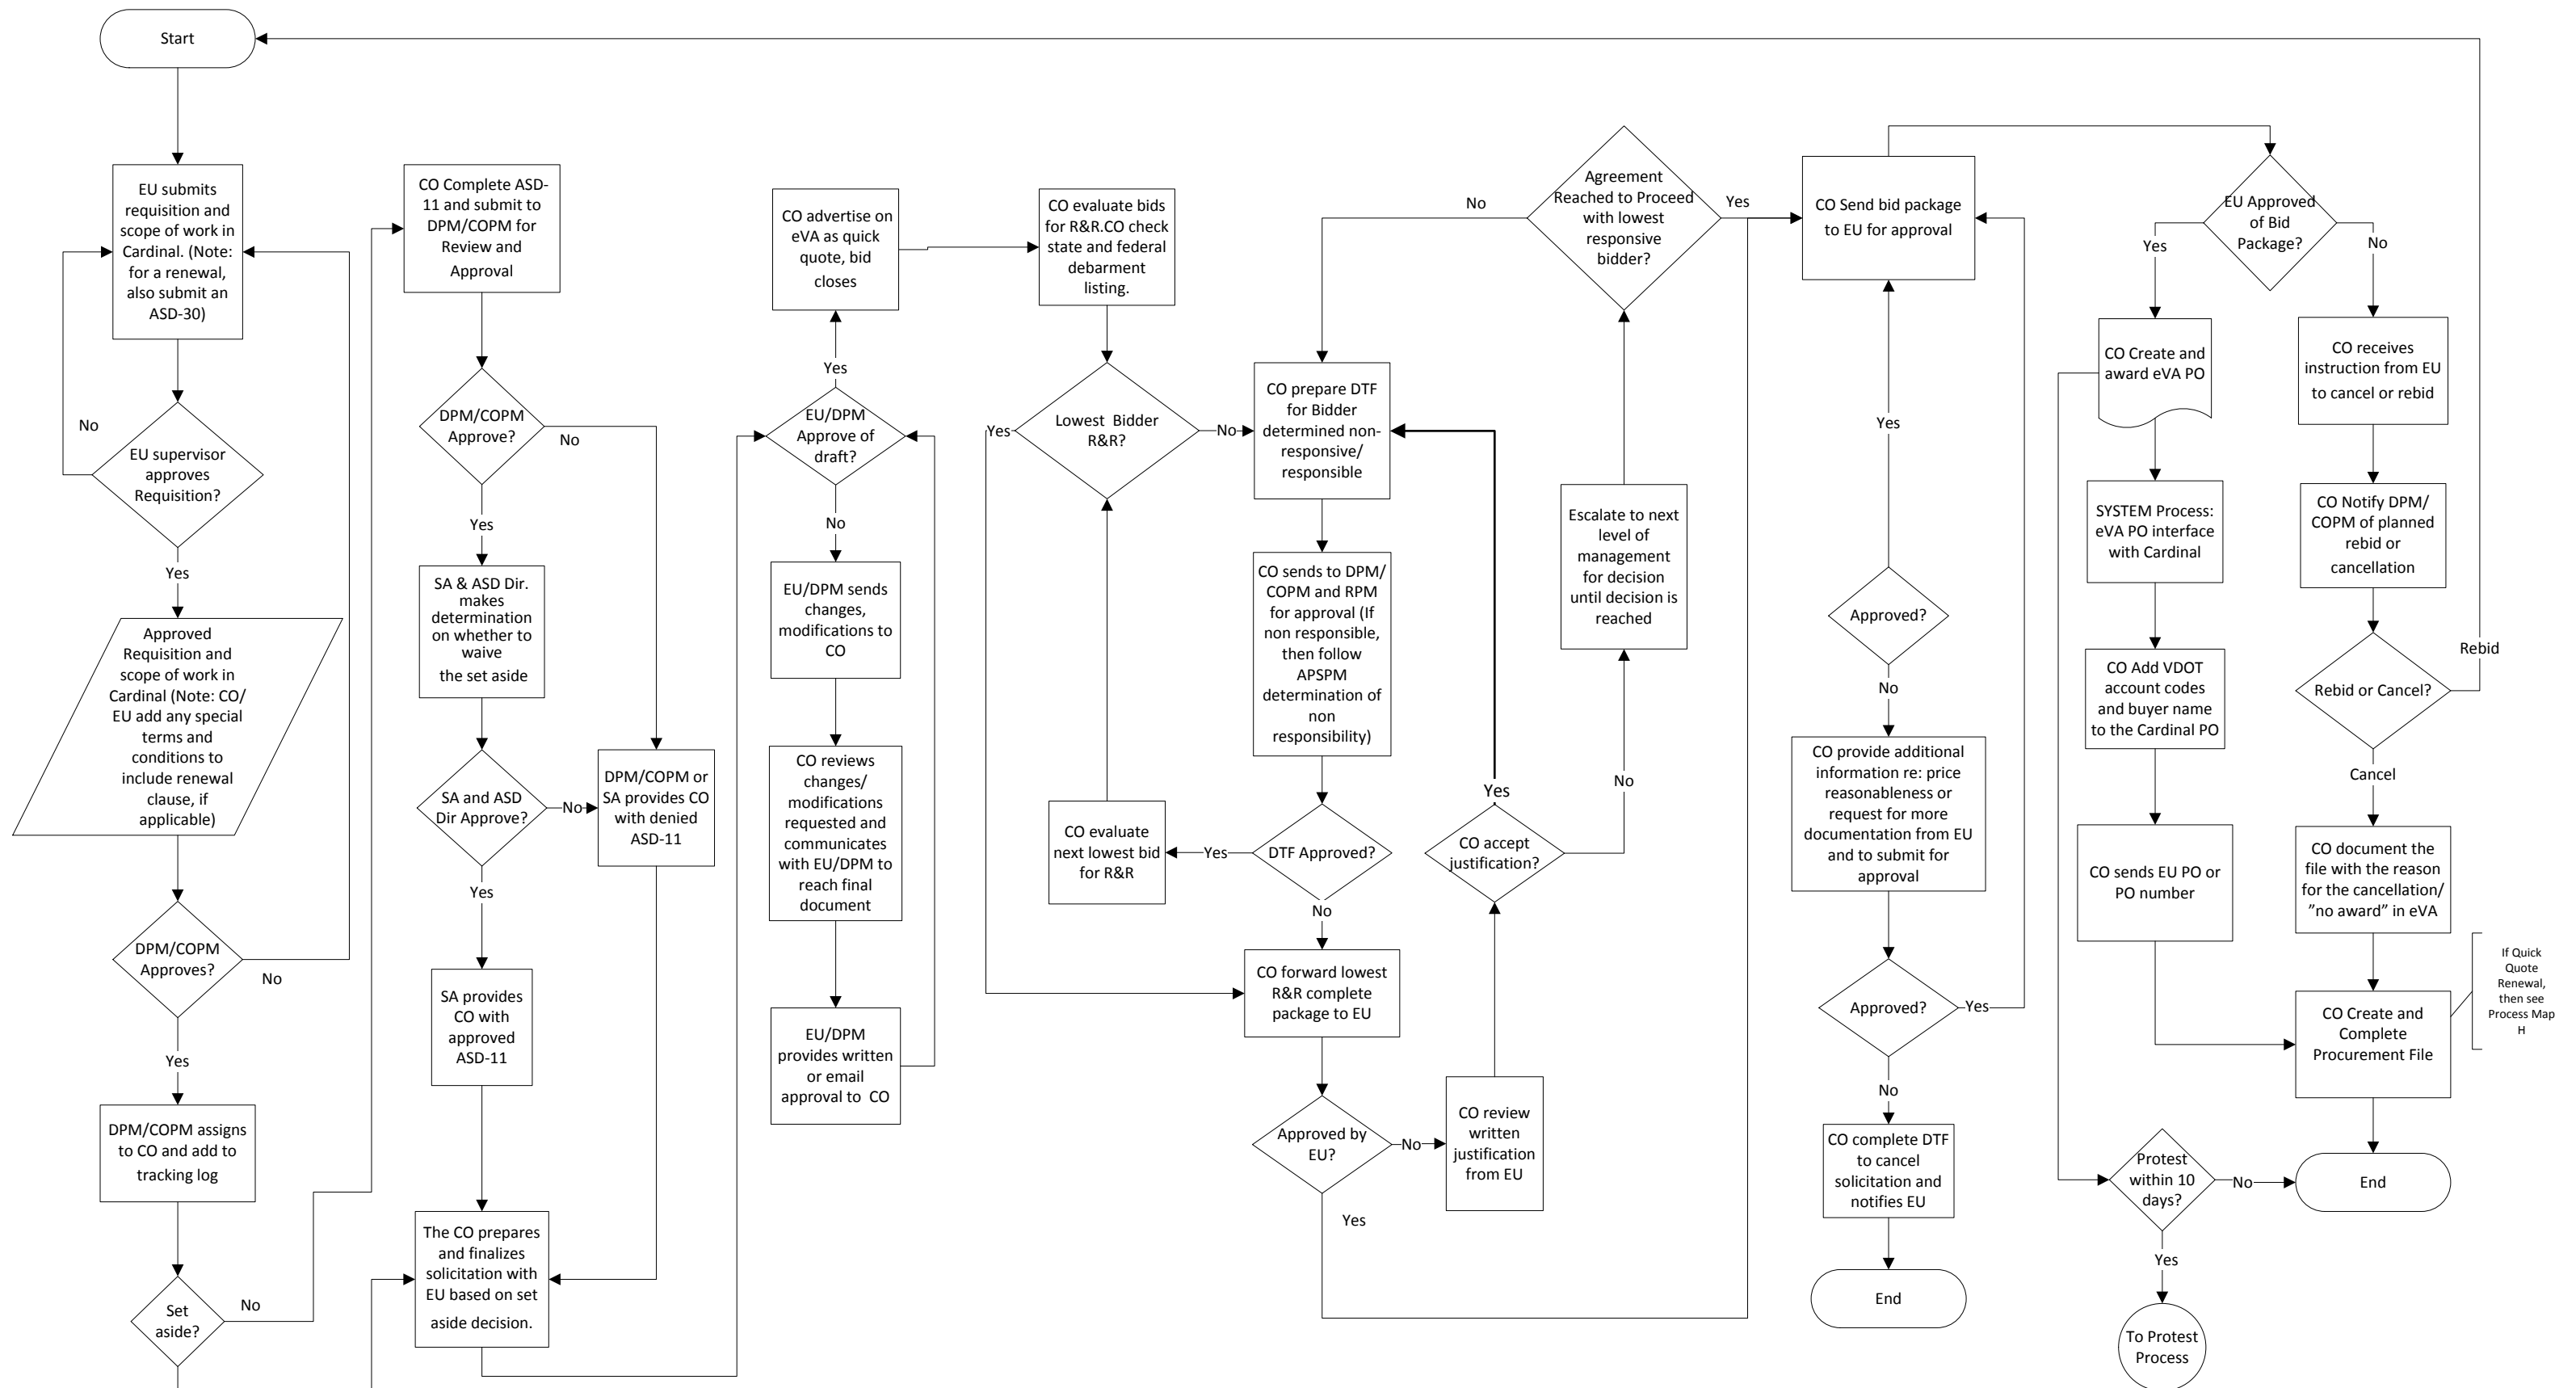 Start
EU submits
requisition and
scope of work in
Cardinal. (Note:
for a renewal,
also submit an
ASD-30)
No
EU supervisor
approves
Requisition?
Yes
Approved
Requisition and
scope of work in
Cardinal (Note: CO/
EU add any special
terms and
conditions to
include renewal
clause, if
applicable)
DPM/COPM
Approves?
No
Yes
DPM/COPM assigns
to CO and add to
tracking log
Set
aside?
No
CO Complete ASD-
11 and submit to
DPM/COPM for
Review and
Approval
DPM/COPM
Approve?
No
Yes
SA & ASD Dir.
makes
determination
on whether to
waive
the set aside
SA and ASD
Dir Approve?
No
DPM/COPM or
SA provides CO
with denied
ASD-11
Yes
SA provides
CO with
approved
ASD-11
The CO prepares
and finalizes
solicitation with
EU based on set
aside decision.
CO advertise on
eVA as quick
quote, bid
closes
Yes
EU/DPM
Approve of
draft?
No
EU/DPM sends
changes,
modifications to
CO
CO reviews
changes/
modifications
requested and
communicates
with EU/DPM to
reach final
document
EU/DPM
provides written
or email
approval to CO
CO evaluate bids
for R&R.CO check
state and federal
debarment
listing.
Yes
Lowest Bidder
R&R?
No
CO evaluate
next lowest bid
for R&R
No
CO prepare DTF
for Bidder
determined non-
responsive/
responsible
CO sends to DPM/
COPM and RPM
for approval (If
non responsible,
then follow
APSPM
determination of
non
responsibility)
Yes
DTF Approved?
No
CO forward lowest
R&R complete
package to EU
Approved by
EU?
No
Yes
CO review
written
justification
from EU
CO accept
justification?
Yes
No
Escalate to next
level of
management
for decision
until decision is
reached
Agreement
Reached to Proceed
with lowest
responsive
bidder?
Yes
CO Send bid package
to EU for approval
Yes
Approved?
No
CO provide additional
information re: price
reasonableness or
request for more
documentation from EU
and to submit for
approval
Approved?
Yes
No
CO complete DTF
to cancel
solicitation and
notifies EU
End
EU Approved
of Bid
Package?
Yes
No
CO Create and
award eVA PO
SYSTEM Process:
eVA PO interface
with Cardinal
CO Add VDOT
account codes
and buyer name
to the Cardinal PO
CO sends EU PO or
PO number
Protest
within 10
days?
No
Yes
To Protest
Process
CO receives
instruction from EU
to cancel or rebid
CO Notify DPM/
COPM of planned
rebid or
cancellation
Rebid or Cancel?
Rebid
Cancel
CO document the
file with the reason
for the cancellation/
”no award” in eVA
CO Create and
Complete
Procurement File
If Quick
Quote
Renewal,
then see
Process Map
H
End